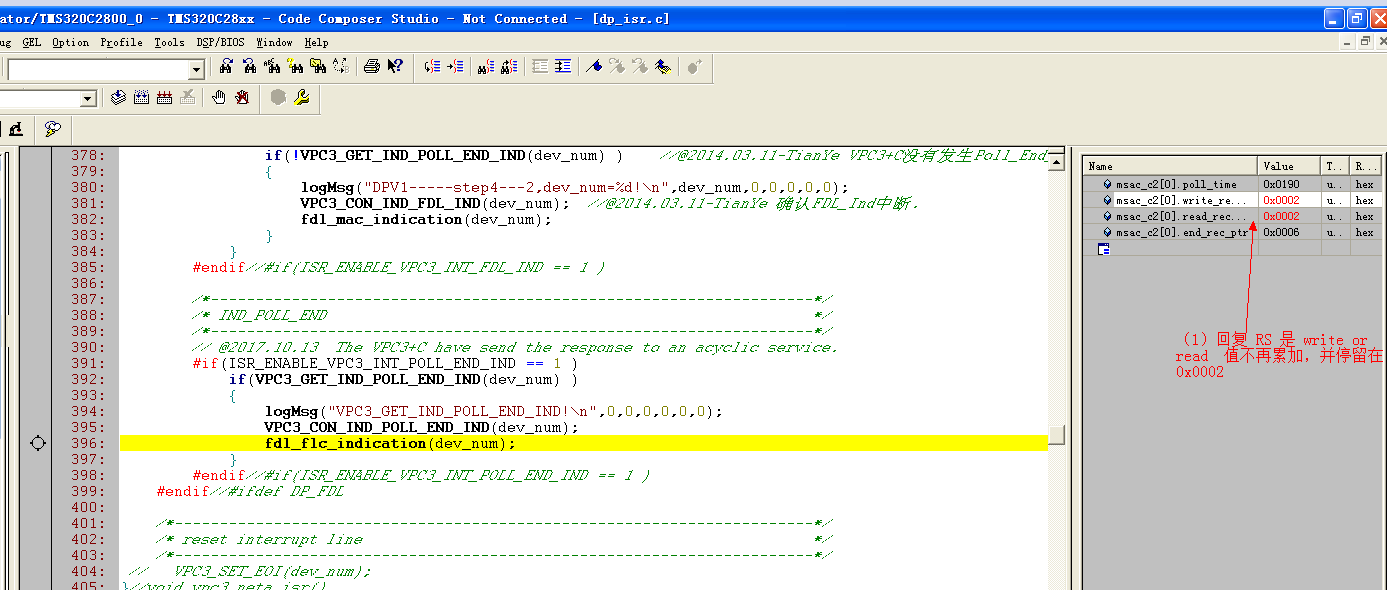 ator/TMS320C2800_0 - TMS320C28xx - Code Composer Studio - Not Connected - [dp_isr.c]
ug GEL Option Profile Tools DSP/BIOS Window Help
378: if(!VPC3_GET_IND_POLL_END_IND(dev_num) ) //@2014.03.11-TianYe VPC3+C没有发生Poll_End
379: {
380: logMsg("DPV1-----step4---2,dev_num=%d!\n",dev_num,0,0,0,0,0);
381: VPC3_CON_IND_FDL_IND(dev_num); //@2014.03.11-TianYe 确认FDL_Ind中断.
382: fdl_mac_indication(dev_num);
383: }
384: }
385: #endif//#if(ISR_ENABLE_VPC3_INT_FDL_IND == 1 )
386:
387: /*-------------------------------------------------------------------*/
388: /* IND_POLL_END */
389: /*-------------------------------------------------------------------*/
390: // @2017.10.13 The VPC3+C have send the response to an acyclic service.
391: #if(ISR_ENABLE_VPC3_INT_POLL_END_IND == 1 )
392: if(VPC3_GET_IND_POLL_END_IND(dev_num) )
393: {
394: logMsg("VPC3_GET_IND_POLL_END_IND!\n",0,0,0,0,0,0);
395: VPC3_CON_IND_POLL_END_IND(dev_num);
396: fdl_flc_indication(dev_num);
397: }
398: #endif//#if(ISR_ENABLE_VPC3_INT_POLL_END_IND == 1 )
399: #endif//#ifdef DP_FDL
400:
401: /*-----------------------------------------------------------------------*/
402: /* reset interrupt line */
403: /*-----------------------------------------------------------------------*/
404: // VPC3_SET_EOI(dev_num);
405: }//void vpc3_neta_isr()
Name Value T.. R...
msac_c2[0].poll_time 0x0190 u.. hex
msac_c2[0].write_re... 0x0002 u.. hex
msac_c2[0].read_rec... 0x0002 u.. hex
msac_c2[0].end_rec_ptr 0x0006 u.. hex
（1）回复 RS 是 write or
read 值不再累加，并停留在
0x0002